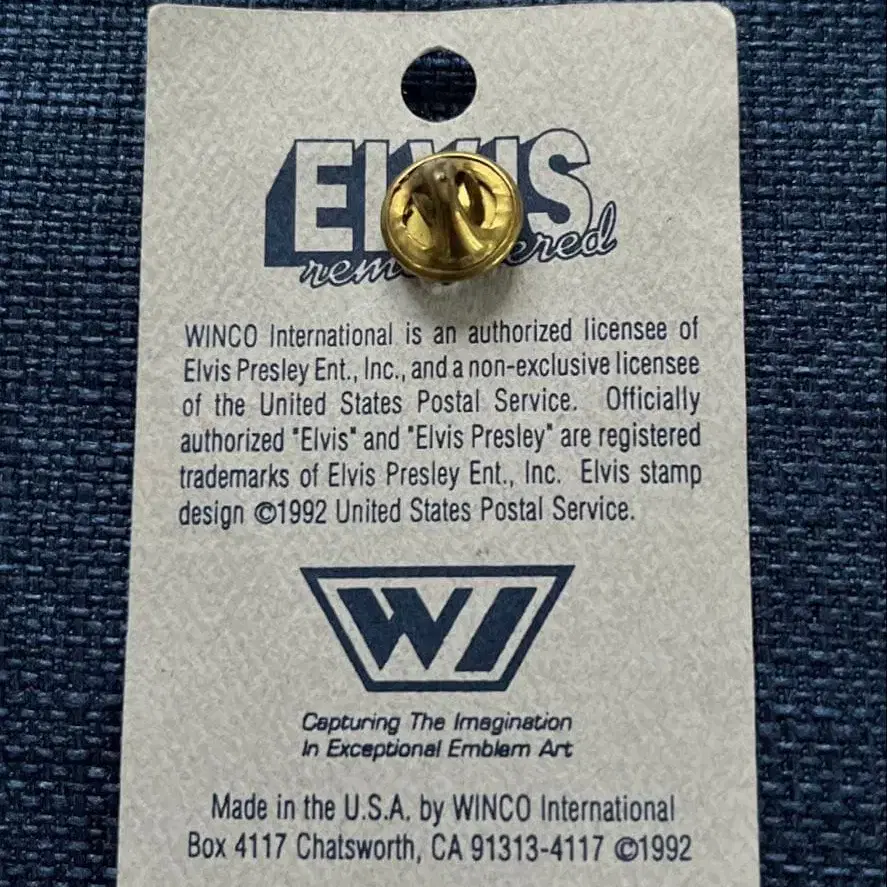 ELVIS
WINCO International is an authorized licensee of
Elvis Presley Ent., Inc., and a non-exclusive licensee
of the United States Postal Service. Officially
authorized "Elvis" and "Elvis Presley" are registered
trademarks of Elvis Presley Ent., Inc. Elvis stamp
design ©1992 United States Postal Service.
WI
Capturing The Imagination
In Exceptional Emblem Art
Made in the U.S.A. by WINCO International
Box 4117 Chatsworth, CA 91313-4117 ©1992